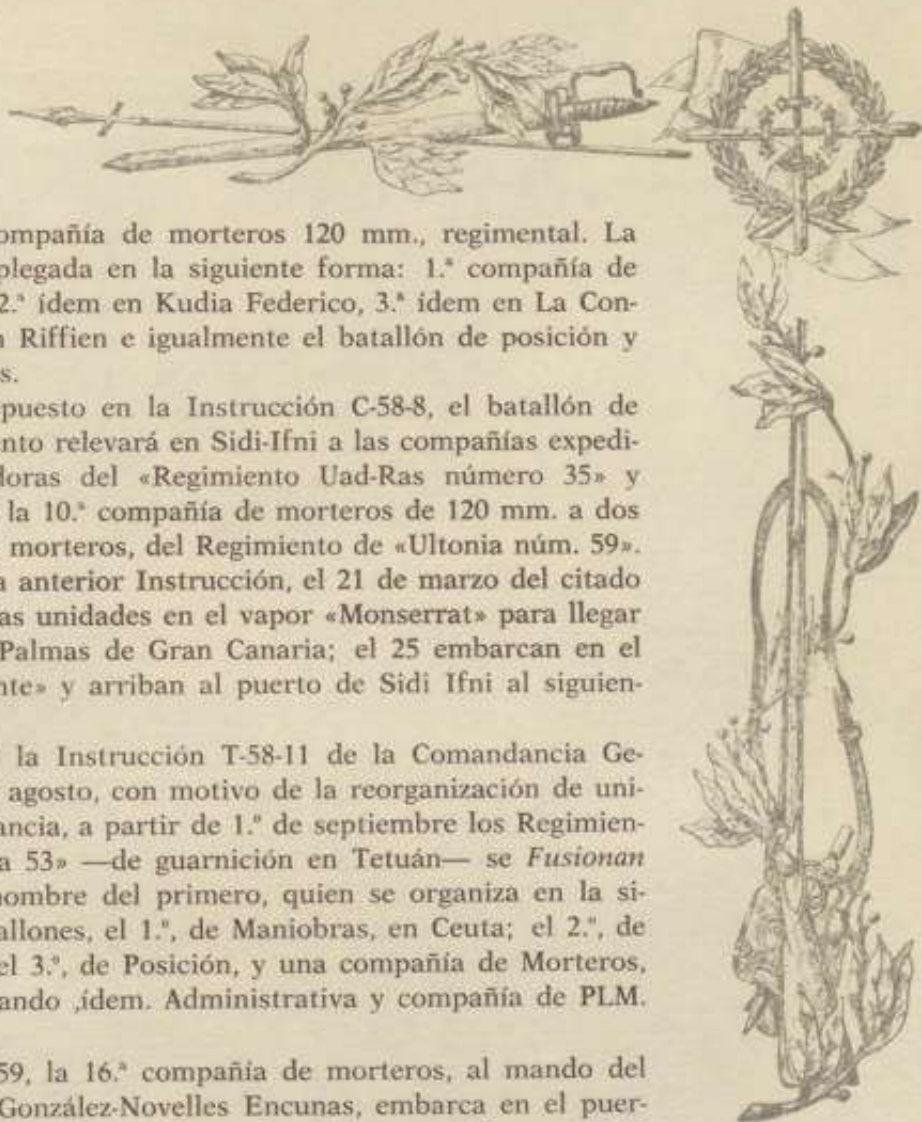 ompañía de morteros 120 mm., regimental. La
plegada en la siguiente forma: 1.ª compañía de
2.ª ídem en Kudia Federico, 3.ª ídem en La Con-
n Riffien e igualmente el batallón de posición y
s.
puesto en la Instrucción C-58-8, el batallón de
nto relevará en Sidi-Ifni a las compañías expedi-
loras del «Regimiento Uad-Ras número 35» y
la 10.ª compañía de morteros de 120 mm. a dos
morteros, del Regimiento de «Ultonia núm. 59».
a anterior Instrucción, el 21 de marzo del citado
as unidades en el vapor «Monserrat» para llegar
Palmas de Gran Canaria; el 25 embarcan en el
nte» y arriban al puerto de Sidi Ifni al siguien-
la Instrucción T-58-11 de la Comandancia Ge-
agosto, con motivo de la reorganización de uni-
ancia, a partir de 1.º de septiembre los Regimien-
a 53» —de guarnición en Tetuán— se Fusionan
nombre del primero, quien se organiza en la si-
allones, el 1.º, de Maniobras, en Ceuta; el 2.º, de
el 3.º, de Posición, y una compañía de Morteros,
ando ,ídem. Administrativa y compañía de PLM.
59, la 16.ª compañía de morteros, al mando del
González-Novelles Encunas, embarca en el puer-